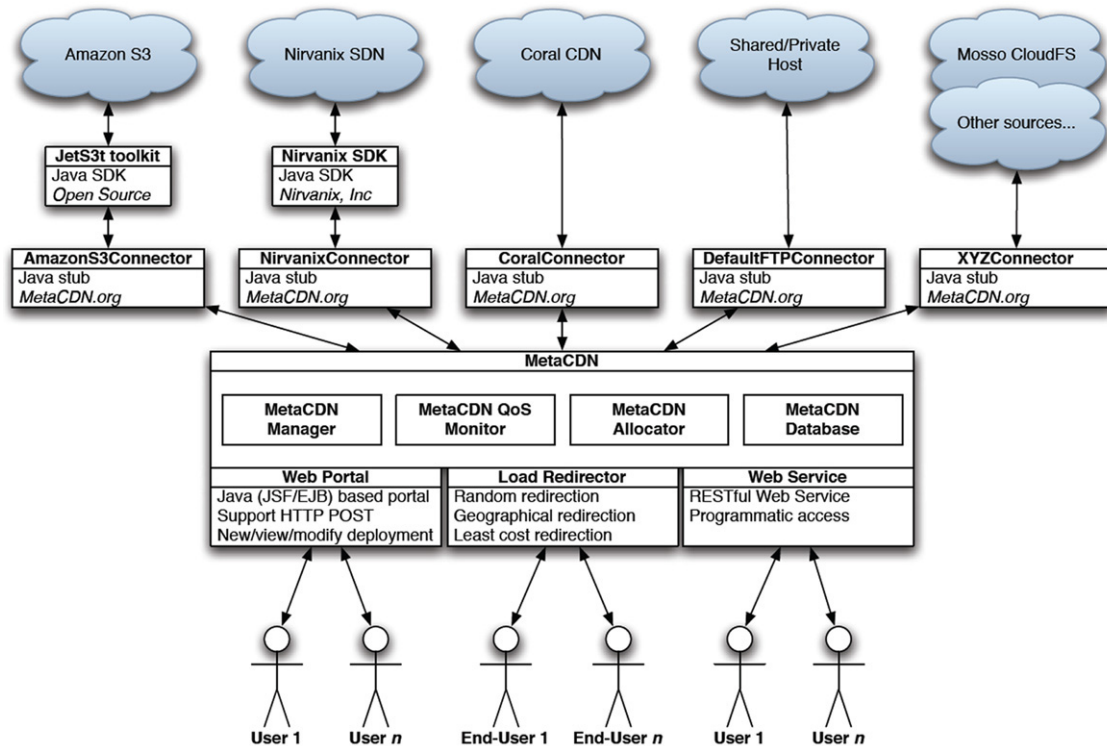 Amazon S3
Nirvanix SDN
Coral CDN
Shared/Private
Host
Mosso CloudFS
Other sources...
JetS3t toolkit
Java SDK
Open Source
Nirvanix SDK
Java SDK
Nirvanix, Inc
AmazonS3Connector
Java stub
MetaCDN.org
NirvanixConnector
Java stub
MetaCDN.org
CoralConnector
Java stub
MetaCDN.org
DefaultFTPConnector
Java stub
MetaCDN.org
XYZConnector
Java stub
MetaCDN.org
MetaCDN
MetaCDN
Manager
MetaCDN QoS
Monitor
MetaCDN
Allocator
MetaCDN
Database
Web Portal
Java (JSF/EJB) based portal
Support HTTP POST
New/view/modify deployment
Load Redirector
Random redirection
Geographical redirection
Least cost redirection
Web Service
RESTful Web Service
Programmatic access
User 1
User n
End-User 1
End-User n
User 1
User n